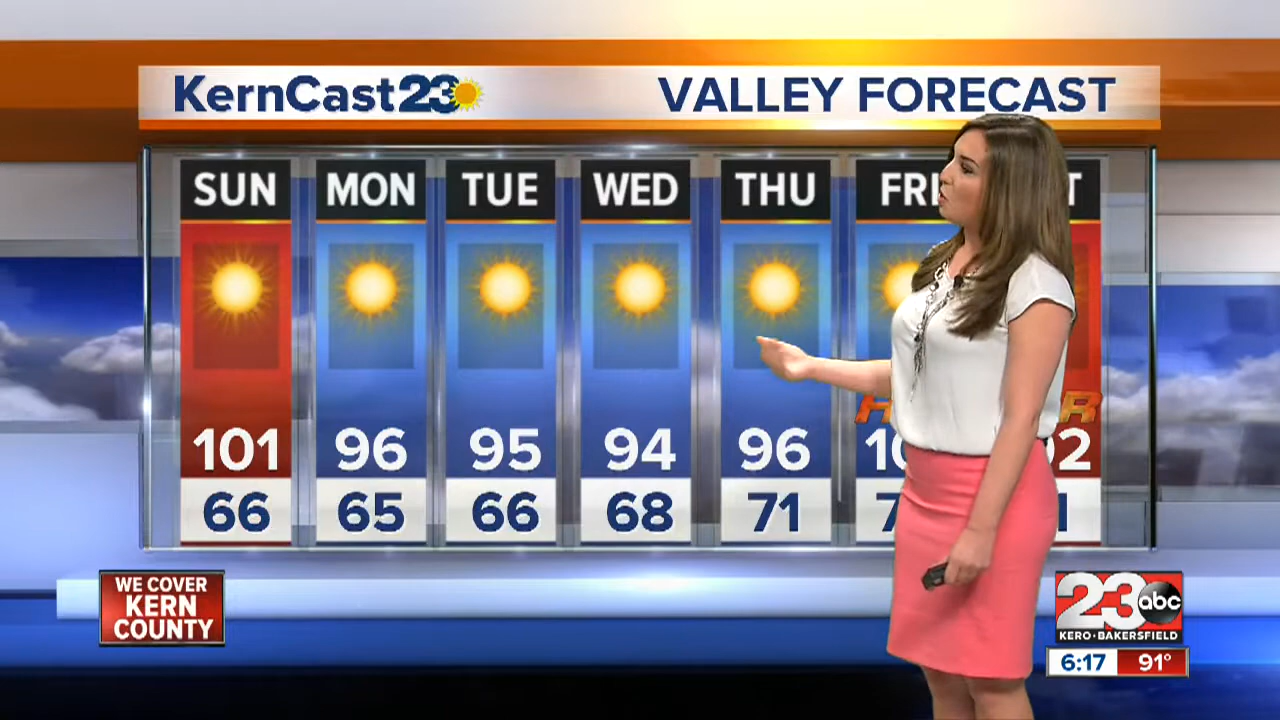 KernCast23
VALLEY FORECAST
SUN MON TUE WED THU FRI
101 96 95 94 96
66 65 66 68 71
WE COVER
KERN
COUNTY
23 abc
KERO·BAKERSFIELD
6:17 91°